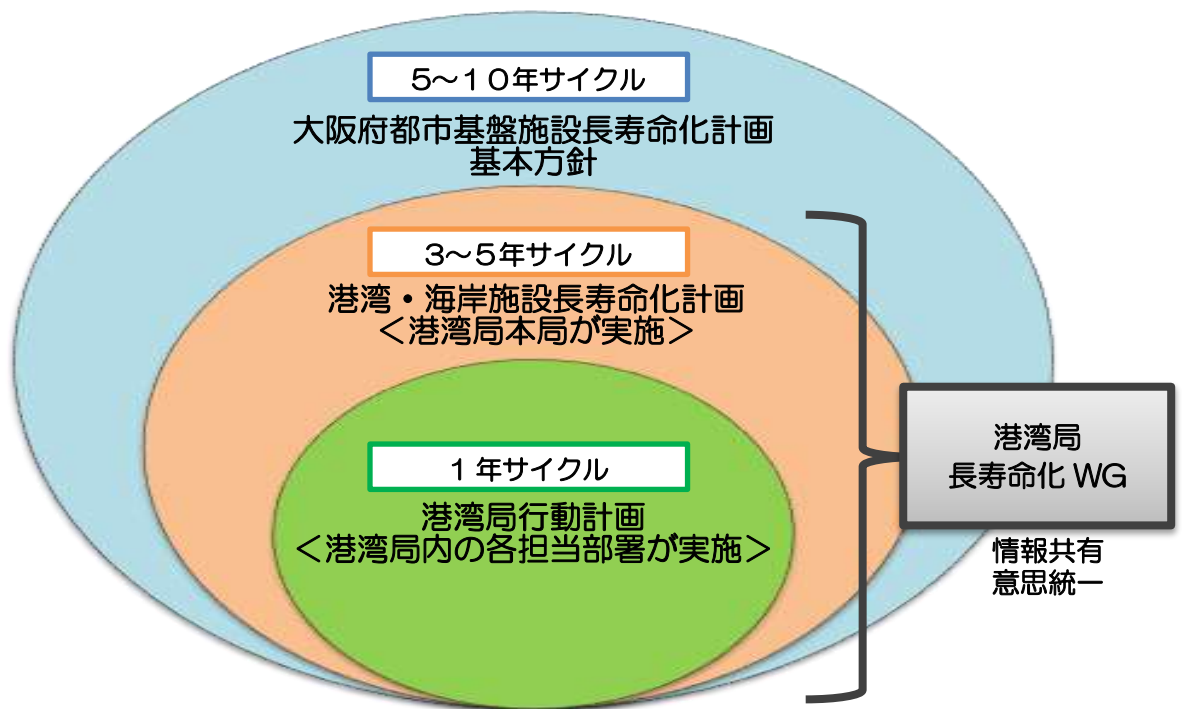 5～１０年サイクル
大阪府都市基盤施設長寿命化計画
基本方針
３～５年サイクル
港湾・海岸施設長寿命化計画
＜港湾局本局が実施＞
１年サイクル
港湾局行動計画
＜港湾局内の各担当部署が実施＞
港湾局
長寿命化 WG
情報共有
意思統一